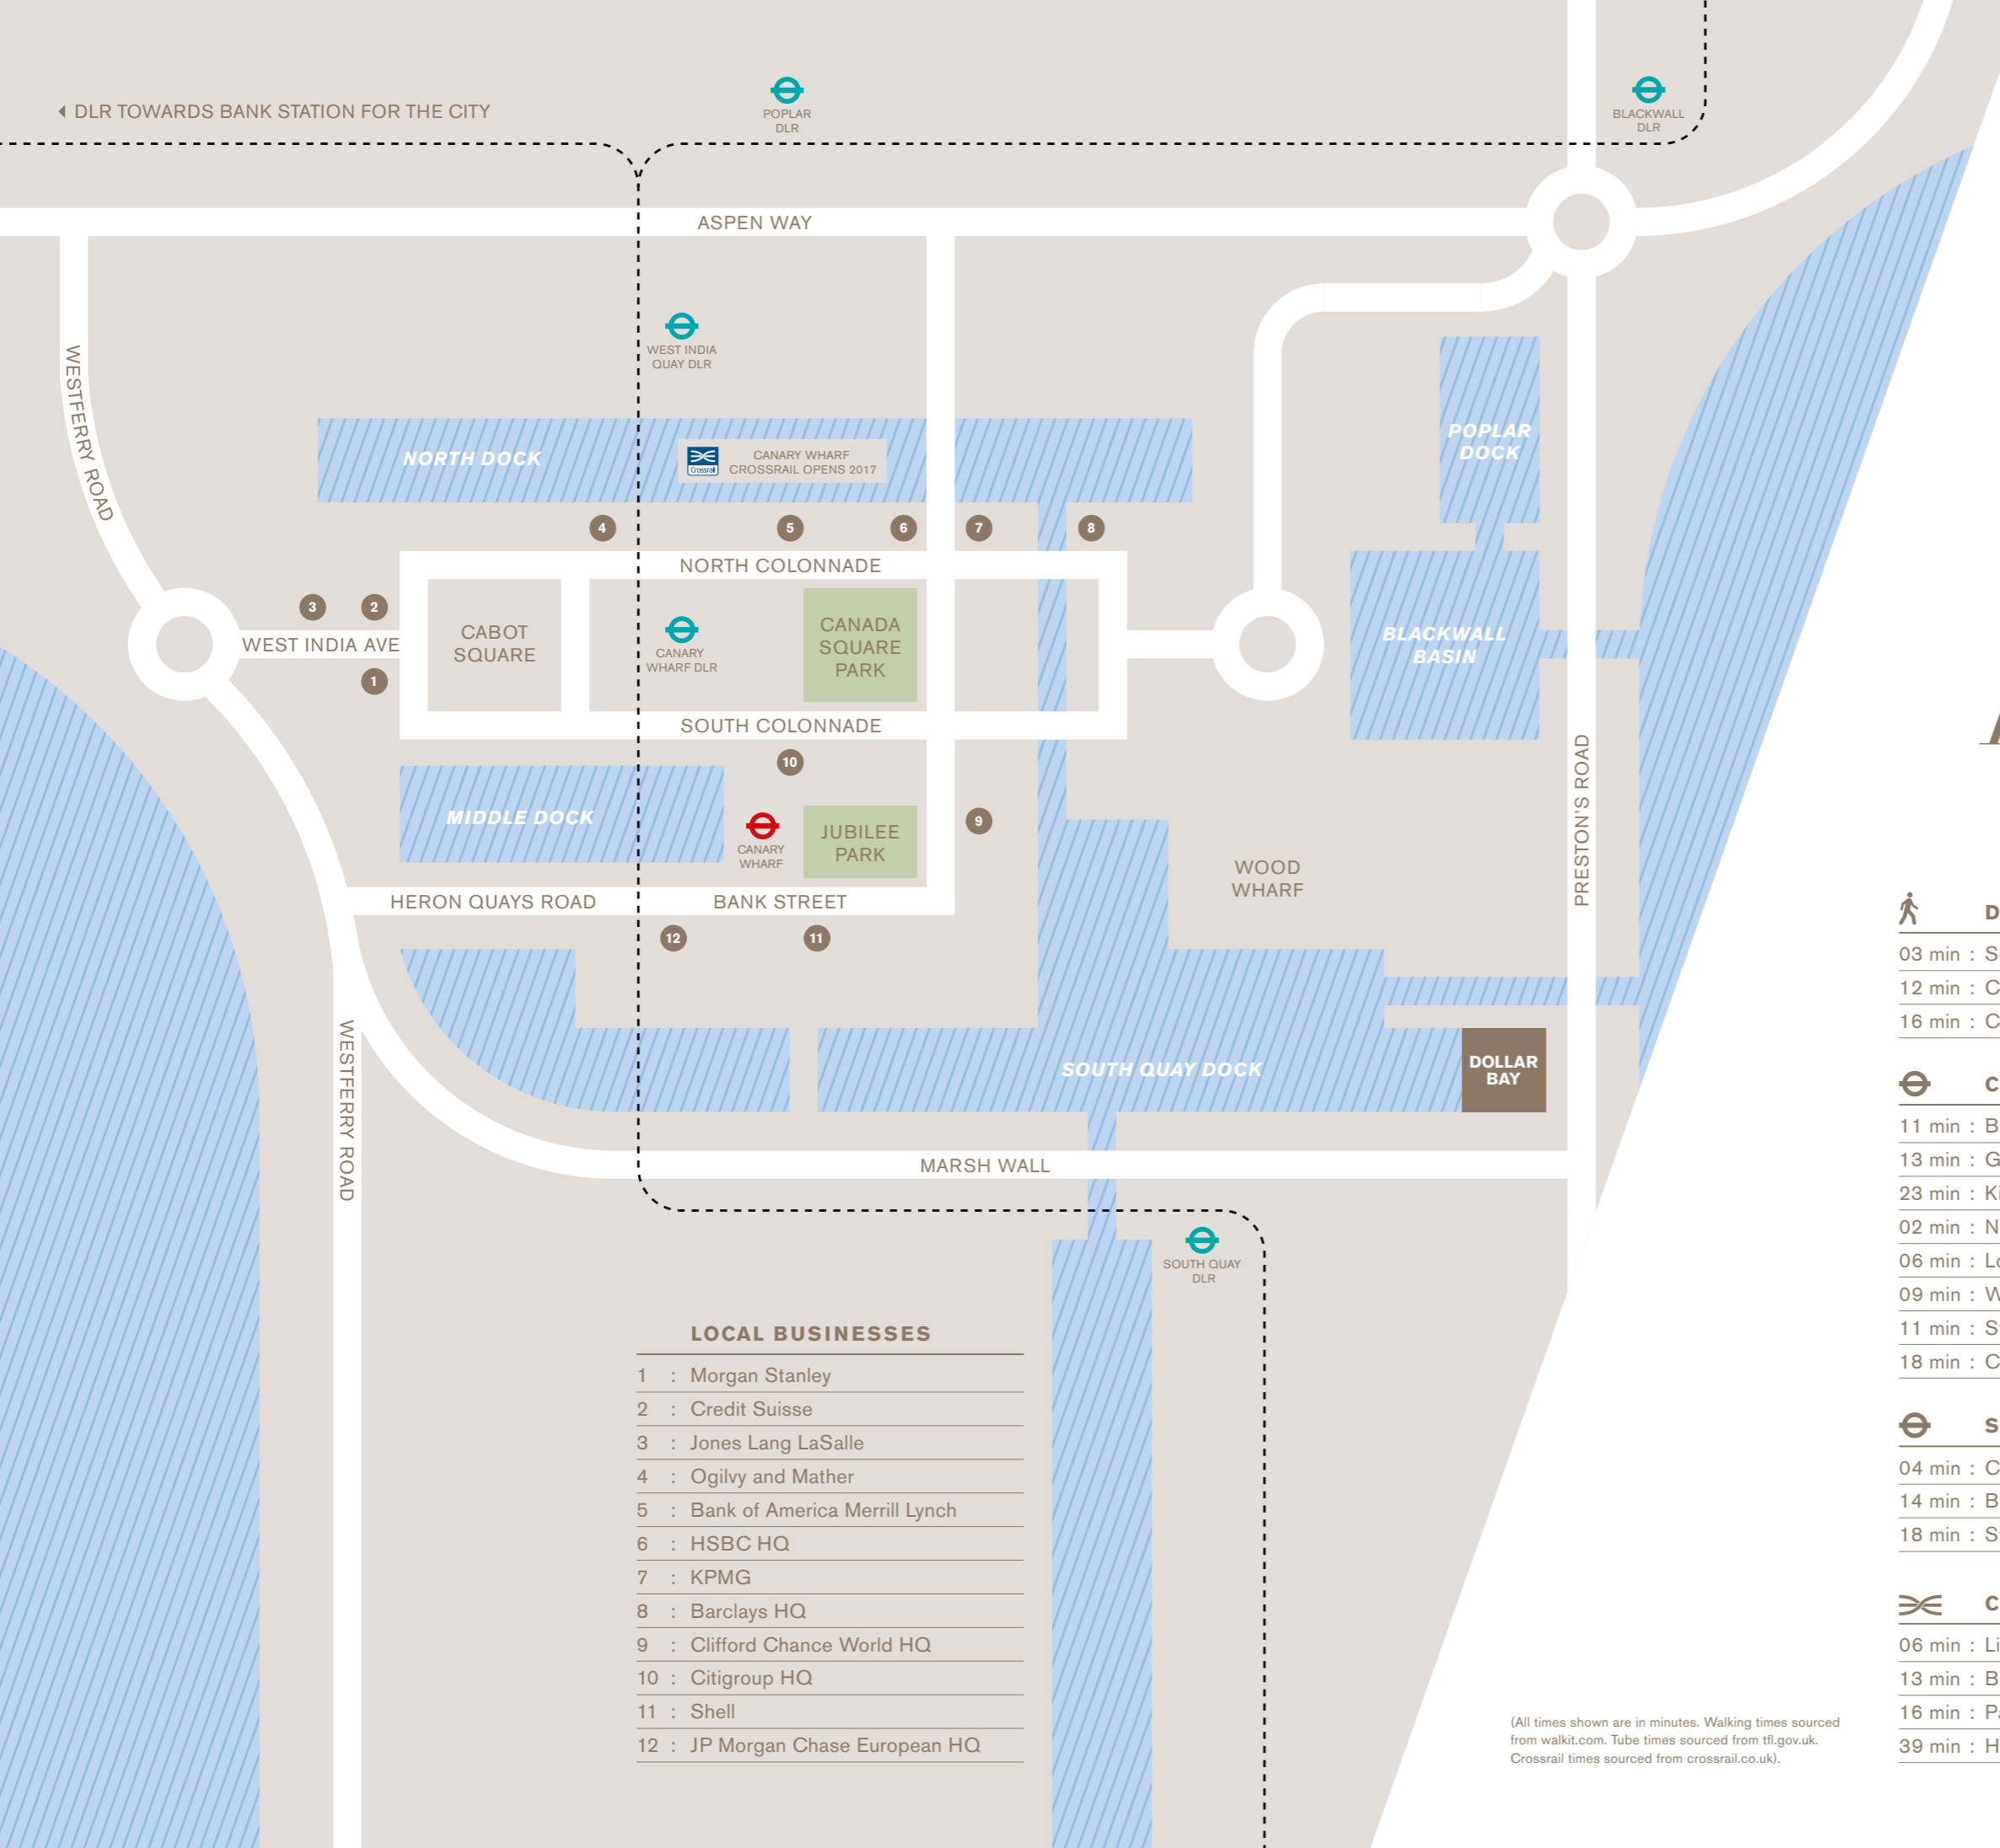 DLR TOWARDS BANK STATION FOR THE CITY
POPLAR
DLR
BLACKWALL
DLR
ASPEN WAY
WEST INDIA
QUAY DLR
WESTFERRY ROAD
NORTH DOCK
Crossrail
CANARY WHARF
CROSSRAIL OPENS 2017
POPLAR
DOCK
4
5
6
7
8
NORTH COLONNADE
3
2
WEST INDIA AVE
1
CABOT
SQUARE
CANARY
WHARF DLR
CANADA
SQUARE
PARK
BLACKWALL
BASIN
SOUTH COLONNADE
10
MIDDLE DOCK
CANARY
WHARF
JUBILEE
PARK
9
PRESTON'S ROAD
WOOD
WHARF
HERON QUAYS ROAD
BANK STREET
12
11
WESTFERRY ROAD
SOUTH QUAY DOCK
DOLLAR
BAY
MARSH WALL
SOUTH QUAY
DLR
LOCAL BUSINESSES
1 : Morgan Stanley
2 : Credit Suisse
3 : Jones Lang LaSalle
4 : Ogilvy and Mather
5 : Bank of America Merrill Lynch
6 : HSBC HQ
7 : KPMG
8 : Barclays HQ
9 : Clifford Chance World HQ
10 : Citigroup HQ
11 : Shell
12 : JP Morgan Chase European HQ
(All times shown are in minutes. Walking times sourced
from walkit.com. Tube times sourced from tfl.gov.uk.
Crossrail times sourced from crossrail.co.uk).
03 min :
12 min :
16 min :
11 min :
13 min :
23 min :
02 min :
06 min :
09 min :
11 min :
18 min :
04 min :
14 min :
18 min :
06 min :
13 min :
16 min :
39 min :